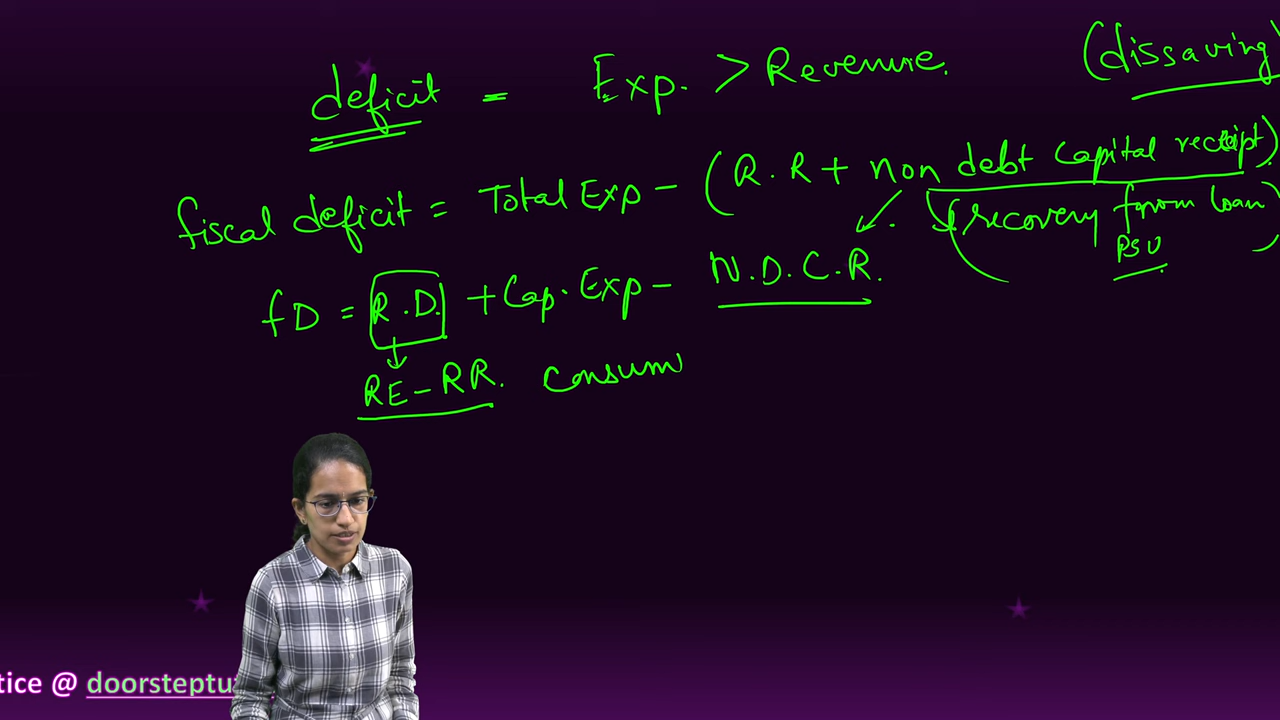 deficit = Exp. > Revenue. (dissaving)
fiscal deficit = Total Exp - (R.R + non debt Capital receipt)
(recovery from loan)
PSU
fD = R.D. + Cap. Exp - N.D.C.R.
RE - RR. Consum
tice @ doorsteptu